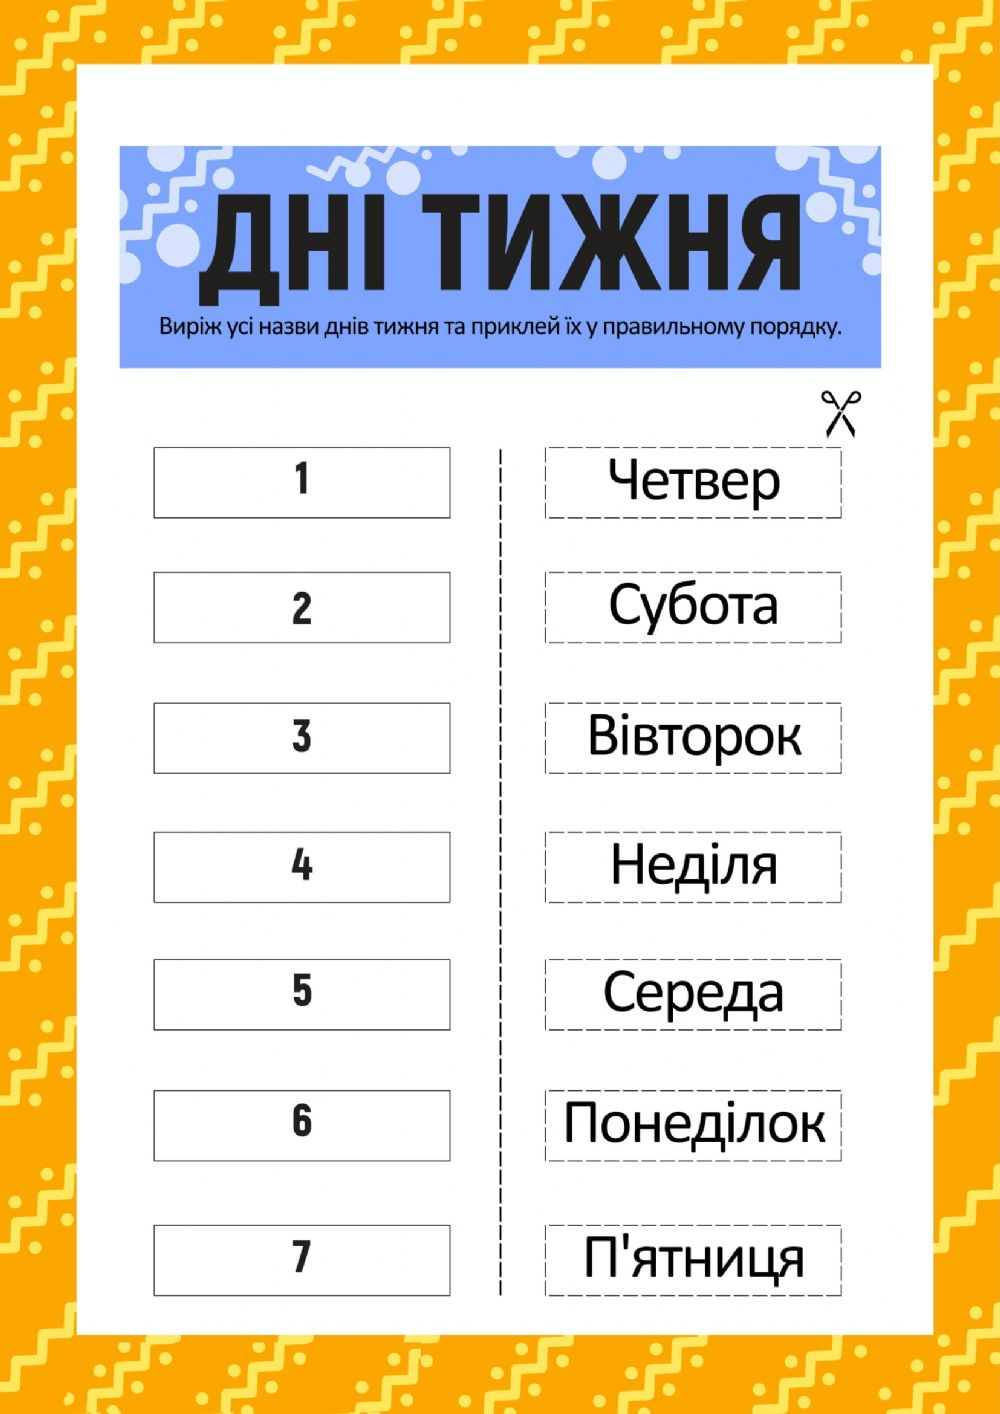 ДНІ ТИЖНЯ
Виріж усі назви днів тижня та приклей їх у правильному порядку.
1
Четвер
2
Субота
3
Вівторок
4
Неділя
5
Середа
6
Понеділок
7
П'ятниця